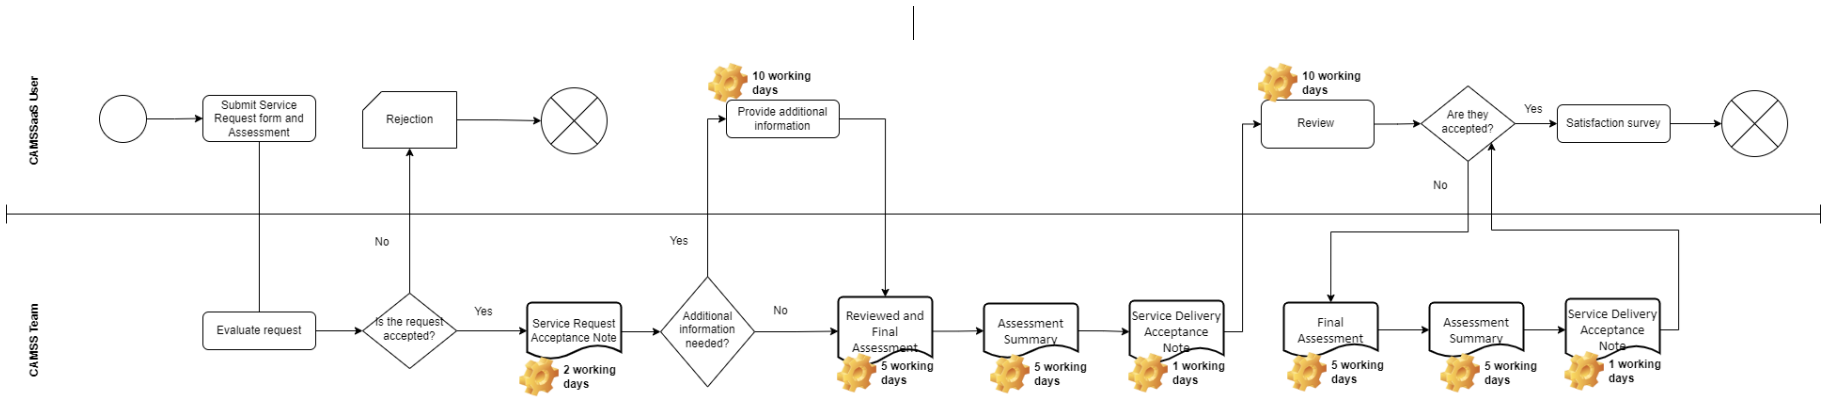 CAMSSaaS User
Submit Service
Request form and
Assessment
Rejection
10 working
days
Provide additional
information
10 working
days
Review
Are they
accepted?
Yes
Satisfaction survey
No
No
Yes
CAMSS Team
Evaluate request
Is the request
accepted?
Yes
Service Request
Acceptance Note
2 working
days
Additional
information
needed?
No
Reviewed and
Final
Assessment
5 working
days
Assessment
Summary
5 working
days
Service Delivery
Acceptance
Note
1 working
days
Final
Assessment
5 working
days
Assessment
Summary
5 working
days
Service Delivery
Acceptance
Note
1 working
days